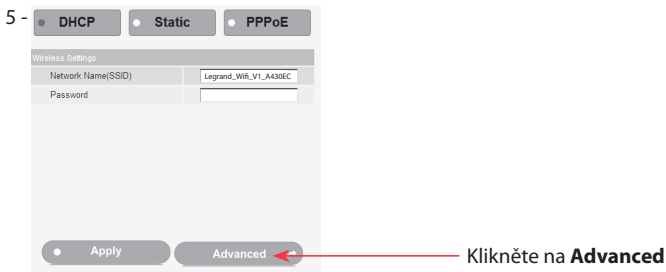 5 - DHCP Static PPPoE
Wireless Settings
Network Name(SSID) Legrand_Wifi_V1_A430EC
Password
Apply Advanced
Klikněte na Advanced